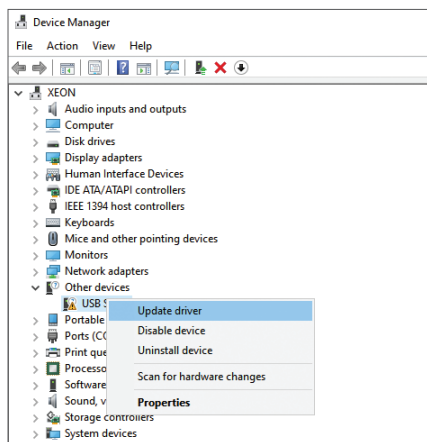 Device Manager
File Action View Help
XEON
Audio inputs and outputs
Computer
Disk drives
Display adapters
Human Interface Devices
IDE ATA/ATAPI controllers
IEEE 1394 host controllers
Keyboards
Mice and other pointing devices
Monitors
Network adapters
Other devices
USB S
Update driver
Portable
Disable device
Ports (CO
Print que
Uninstall device
Processo
Scan for hardware changes
Software
Sound, v
Properties
Storage controllers
System devices